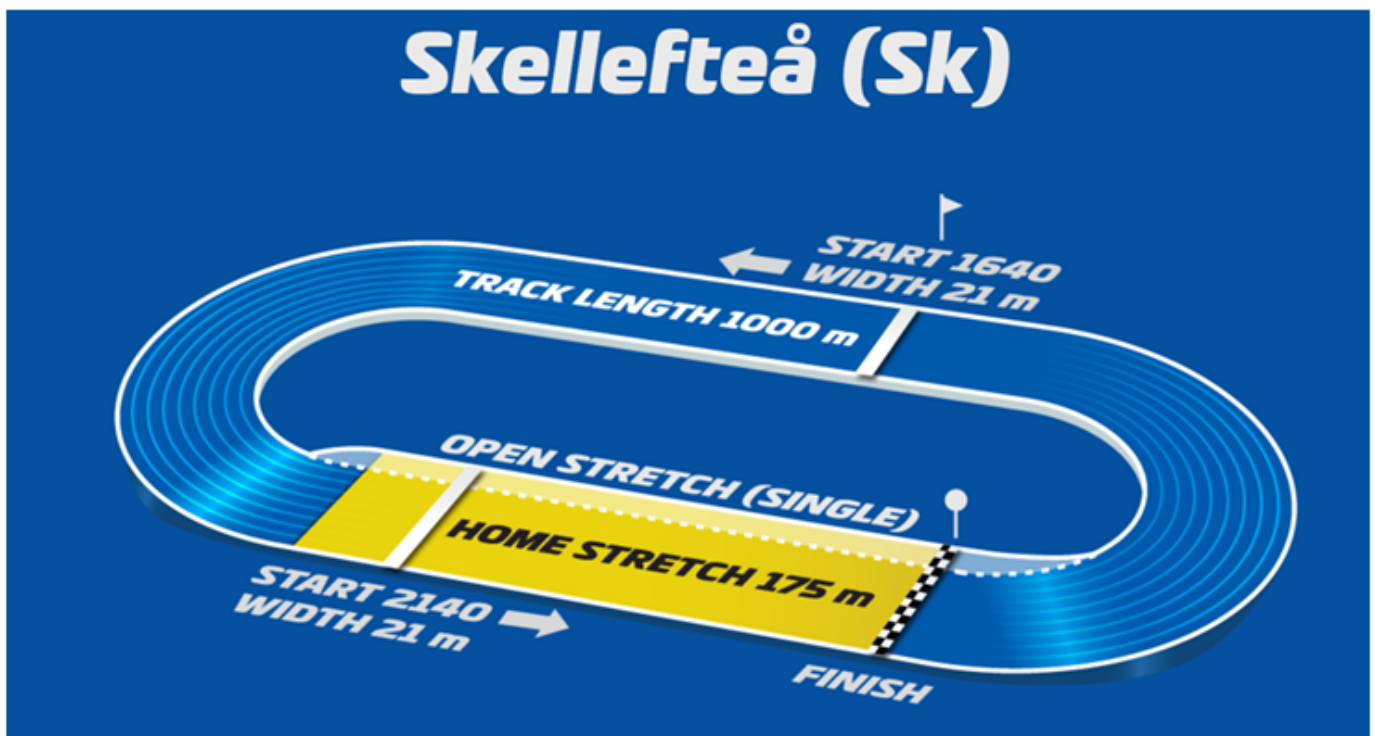 Skellefteå (Sk)
START 1640
WIDTH 21 m
TRACK LENGTH 1000 m
OPEN STRETCH (SINGLE)
HOME STRETCH 175 m
START 2140
WIDTH 21 m
FINISH